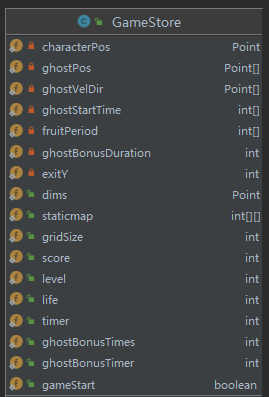 GameStore
characterPos Point
ghostPos Point[]
ghostVelDir Point[]
ghostStartTime int[]
fruitPeriod int[]
ghostBonusDuration int
exitY int
dims Point
staticmap int[][]
gridSize int
score int
level int
life int
timer int
ghostBonusTimes int
ghostBonusTimer int
gameStart boolean